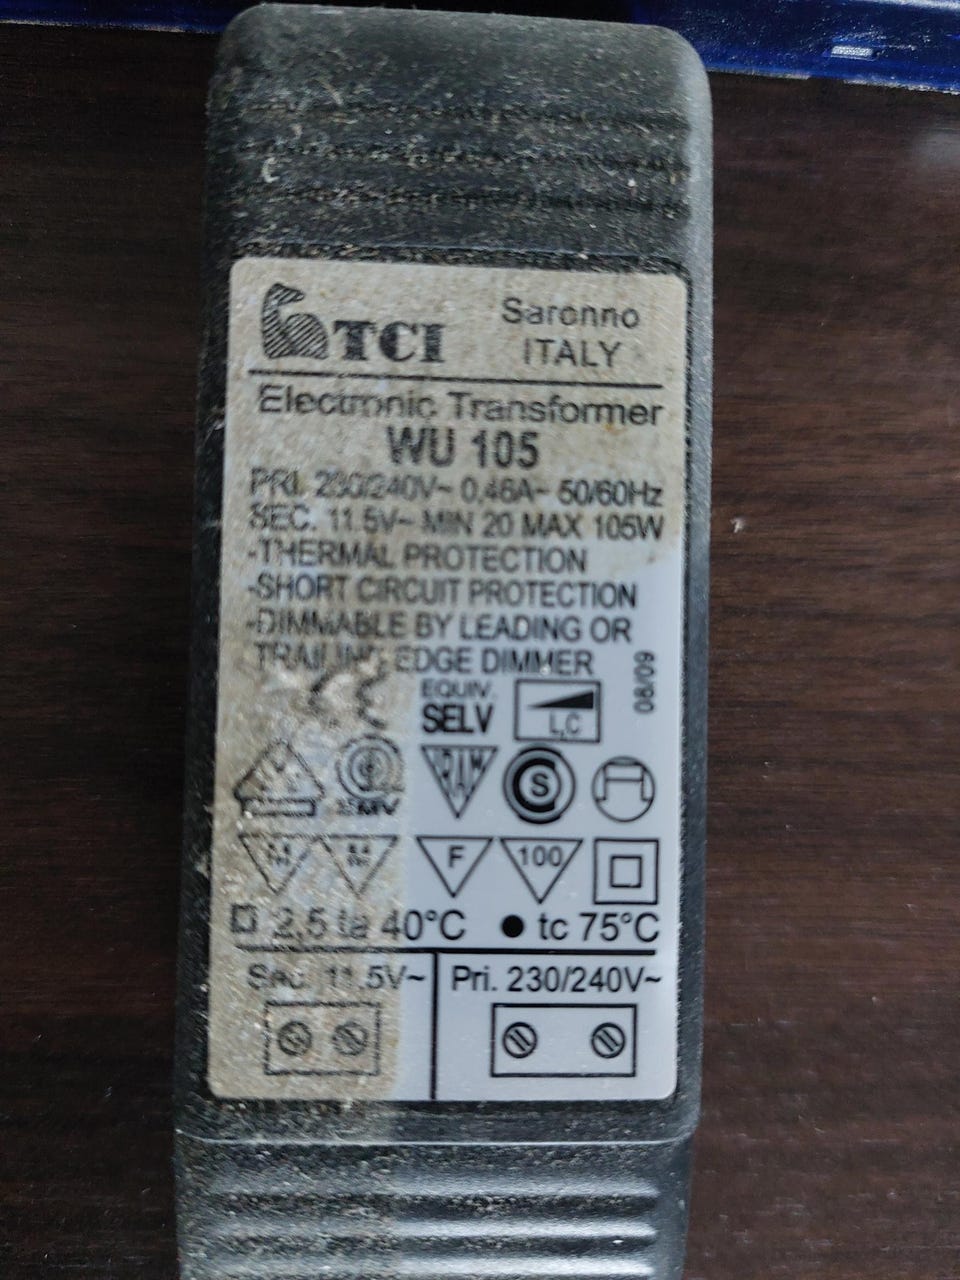 TCI
Saronno
ITALY
Electronic Transformer
WU 105
PRI. 230/240V~ 0,46A~ 50/60Hz
SEC. 11.5V~ MIN 20 MAX 105W
-THERMAL PROTECTION
-SHORT CIRCUIT PROTECTION
-DIMMABLE BY LEADING OR
TRAILING EDGE DIMMER
08/09
EQUIV.
SELV
L,C
S
M M F 100
2,5 ta 40°C ● tc 75°C
Sec. 11.5V~ Pri. 230/240V~